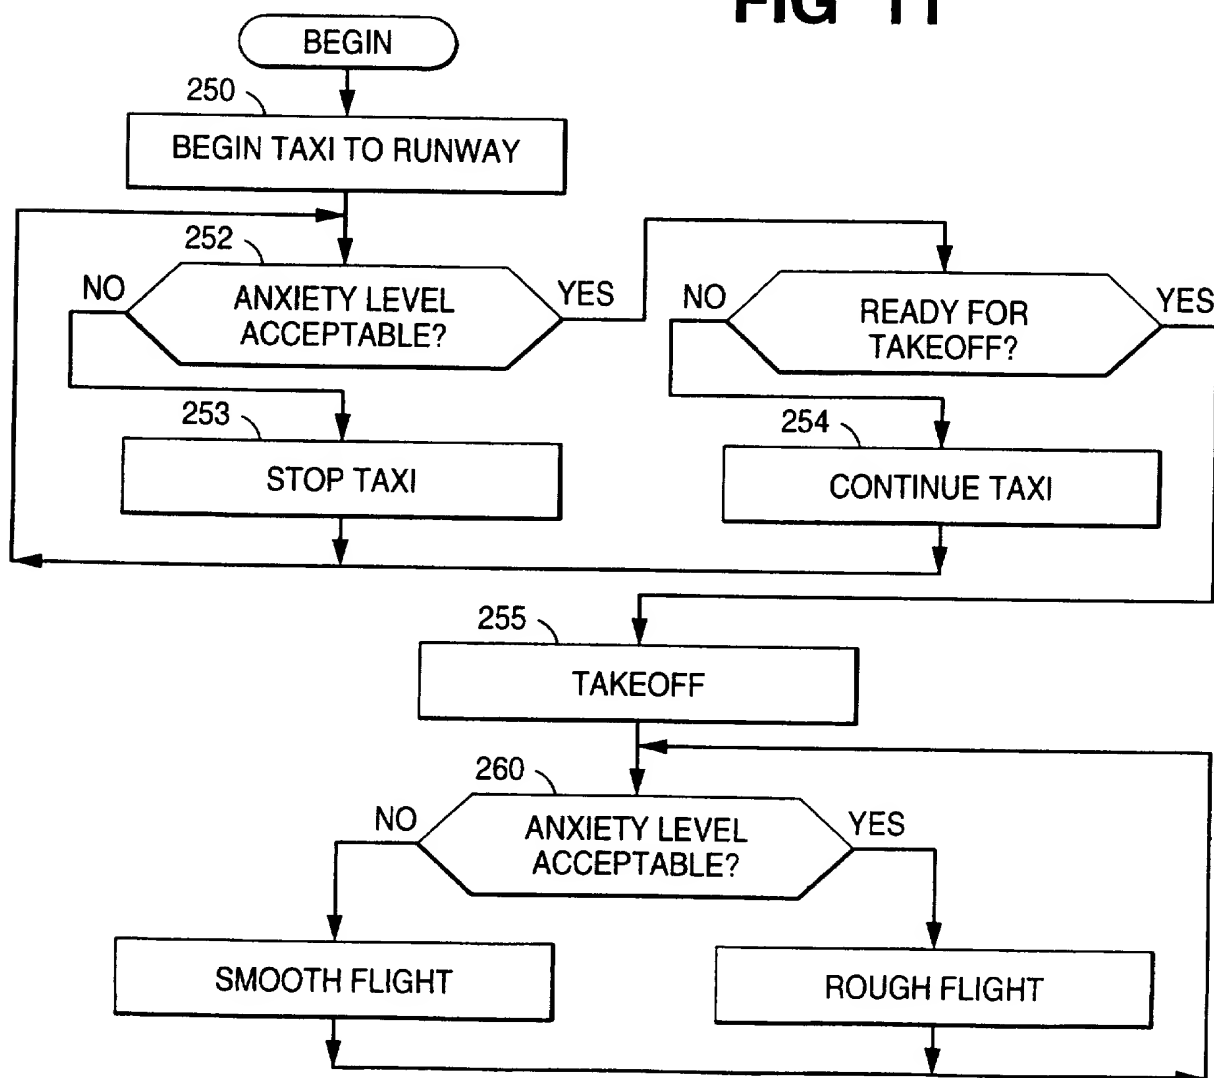 FIG 11
BEGIN
250
BEGIN TAXI TO RUNWAY
252
NO
ANXIETY LEVEL
ACCEPTABLE?
YES
NO
READY FOR
TAKEOFF?
YES
253
STOP TAXI
254
CONTINUE TAXI
255
TAKEOFF
260
NO
ANXIETY LEVEL
ACCEPTABLE?
YES
SMOOTH FLIGHT
ROUGH FLIGHT